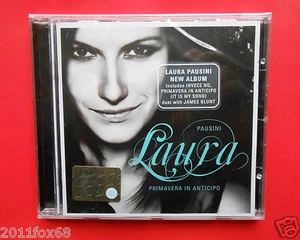 LAURA PAUSINI
NEW ALBUM
Includes INVECE NO,
PRIMAVERA IN ANTICIPO
(IT IS MY SONG)
duet with JAMES BLUNT
PAUSINI
Laura
PRIMAVERA IN ANTICIPO
2011fox68